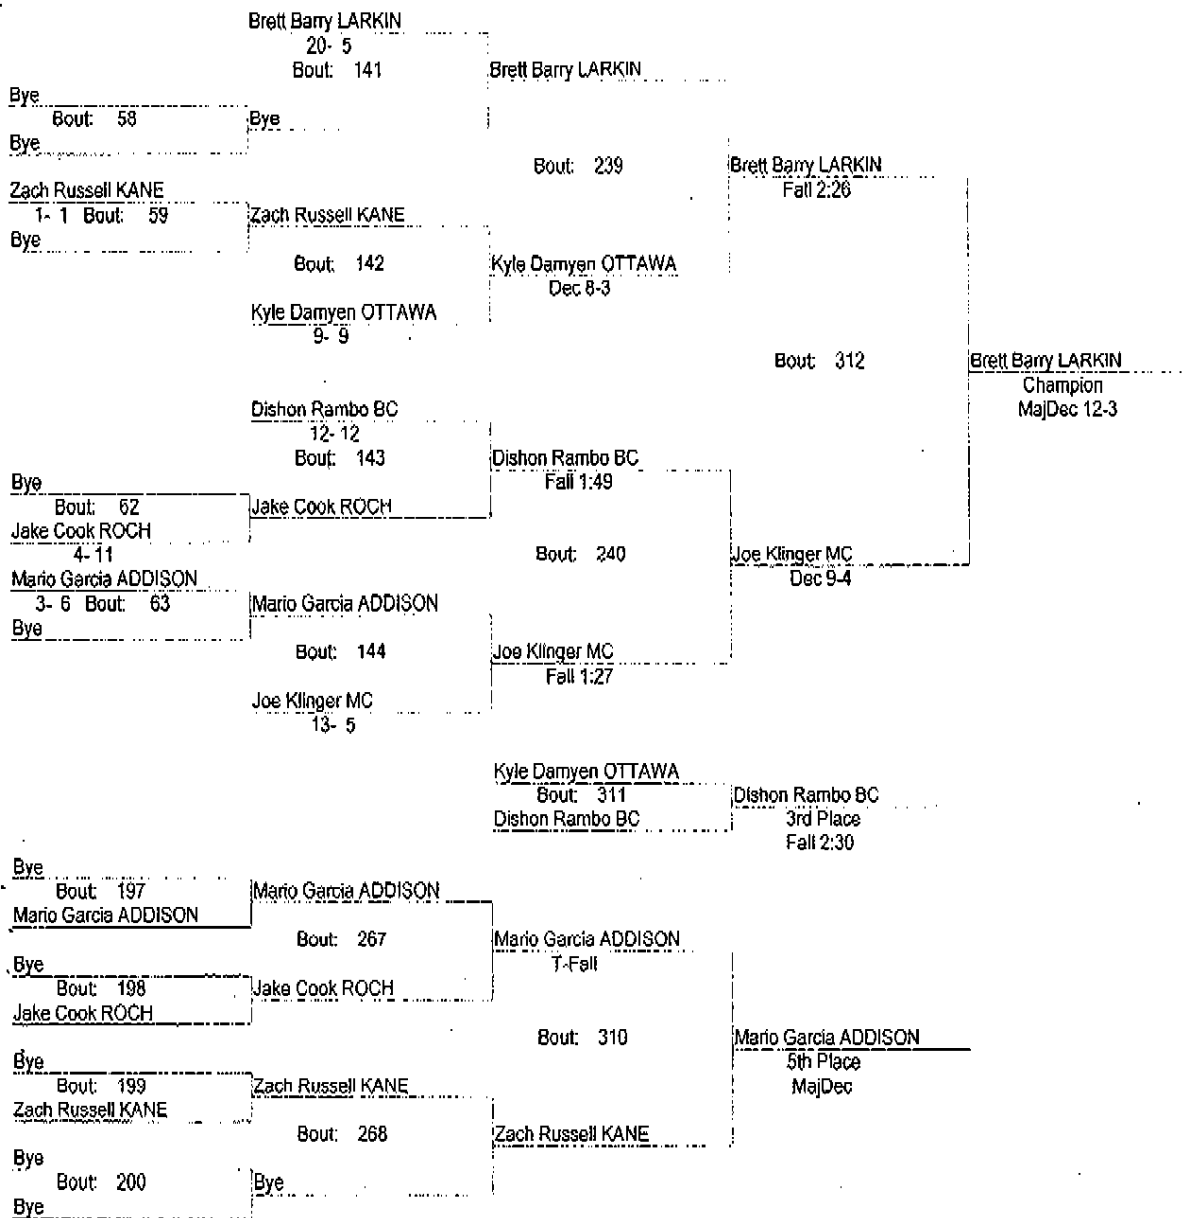 Brett Barry LARKIN
20- 5
Bout: 141
Brett Barry LARKIN
Bye
Bout: 58
Bye
Bye
Bout: 239
Brett Barry LARKIN
Fall 2:26
Zach Russell KANE
1- 1 Bout: 59
Zach Russell KANE
Bye
Bout: 142
Kyle Damyen OTTAWA
Dec 8-3
Kyle Damyen OTTAWA
9- 9
Bout: 312
Brett Barry LARKIN
Champion
MajDec 12-3
Dishon Rambo BC
12- 12
Bout: 143
Dishon Rambo BC
Fall 1:49
Bye
Bout: 62
Jake Cook ROCH
Jake Cook ROCH
4- 11
Bout: 240
Joe Klinger MC
Dec 9-4
Mario Garcia ADDISON
3- 6 Bout: 63
Mario Garcia ADDISON
Bye
Bout: 144
Joe Klinger MC
Fall 1:27
Joe Klinger MC
13- 5
Kyle Damyen OTTAWA
Bout: 311
Dishon Rambo BC
Dishon Rambo BC
3rd Place
Fall 2:30
Bye
Bout: 197
Mario Garcia ADDISON
Mario Garcia ADDISON
Bout: 267
Mario Garcia ADDISON
T-Fall
Bye
Bout: 198
Jake Cook ROCH
Jake Cook ROCH
Bout: 310
Mario Garcia ADDISON
5th Place
MajDec
Bye
Bout: 199
Zach Russell KANE
Zach Russell KANE
Bout: 268
Zach Russell KANE
Bye
Bout: 200
Bye
Bye